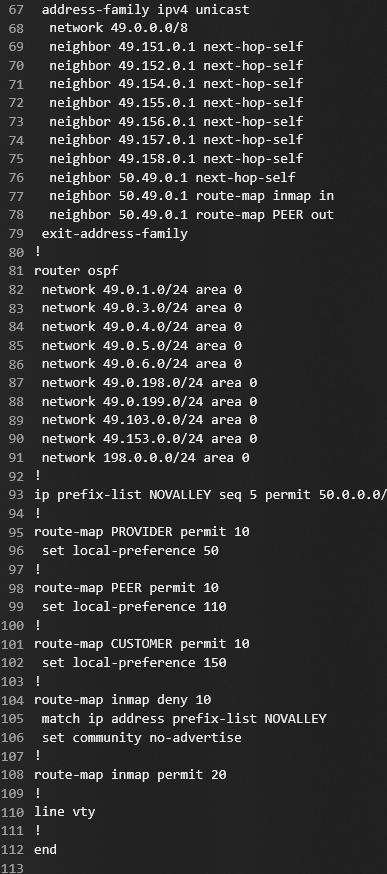 67 address-family ipv4 unicast
68 network 49.0.0.0/8
69 neighbor 49.151.0.1 next-hop-self
70 neighbor 49.152.0.1 next-hop-self
71 neighbor 49.154.0.1 next-hop-self
72 neighbor 49.155.0.1 next-hop-self
73 neighbor 49.156.0.1 next-hop-self
74 neighbor 49.157.0.1 next-hop-self
75 neighbor 49.158.0.1 next-hop-self
76 neighbor 50.49.0.1 next-hop-self
77 neighbor 50.49.0.1 route-map inmap in
78 neighbor 50.49.0.1 route-map PEER out
79 exit-address-family
80 !
81 router ospf
82 network 49.0.1.0/24 area 0
83 network 49.0.3.0/24 area 0
84 network 49.0.4.0/24 area 0
85 network 49.0.5.0/24 area 0
86 network 49.0.6.0/24 area 0
87 network 49.0.198.0/24 area 0
88 network 49.0.199.0/24 area 0
89 network 49.103.0.0/24 area 0
90 network 49.153.0.0/24 area 0
91 network 198.0.0.0/24 area 0
92 !
93 ip prefix-list NOVALLEY seq 5 permit 50.0.0.0/
94 !
95 route-map PROVIDER permit 10
96 set local-preference 50
97 !
98 route-map PEER permit 10
99 set local-preference 110
100 !
101 route-map CUSTOMER permit 10
102 set local-preference 150
103 !
104 route-map inmap deny 10
105 match ip address prefix-list NOVALLEY
106 set community no-advertise
107 !
108 route-map inmap permit 20
109 !
110 line vty
111 !
112 end
113